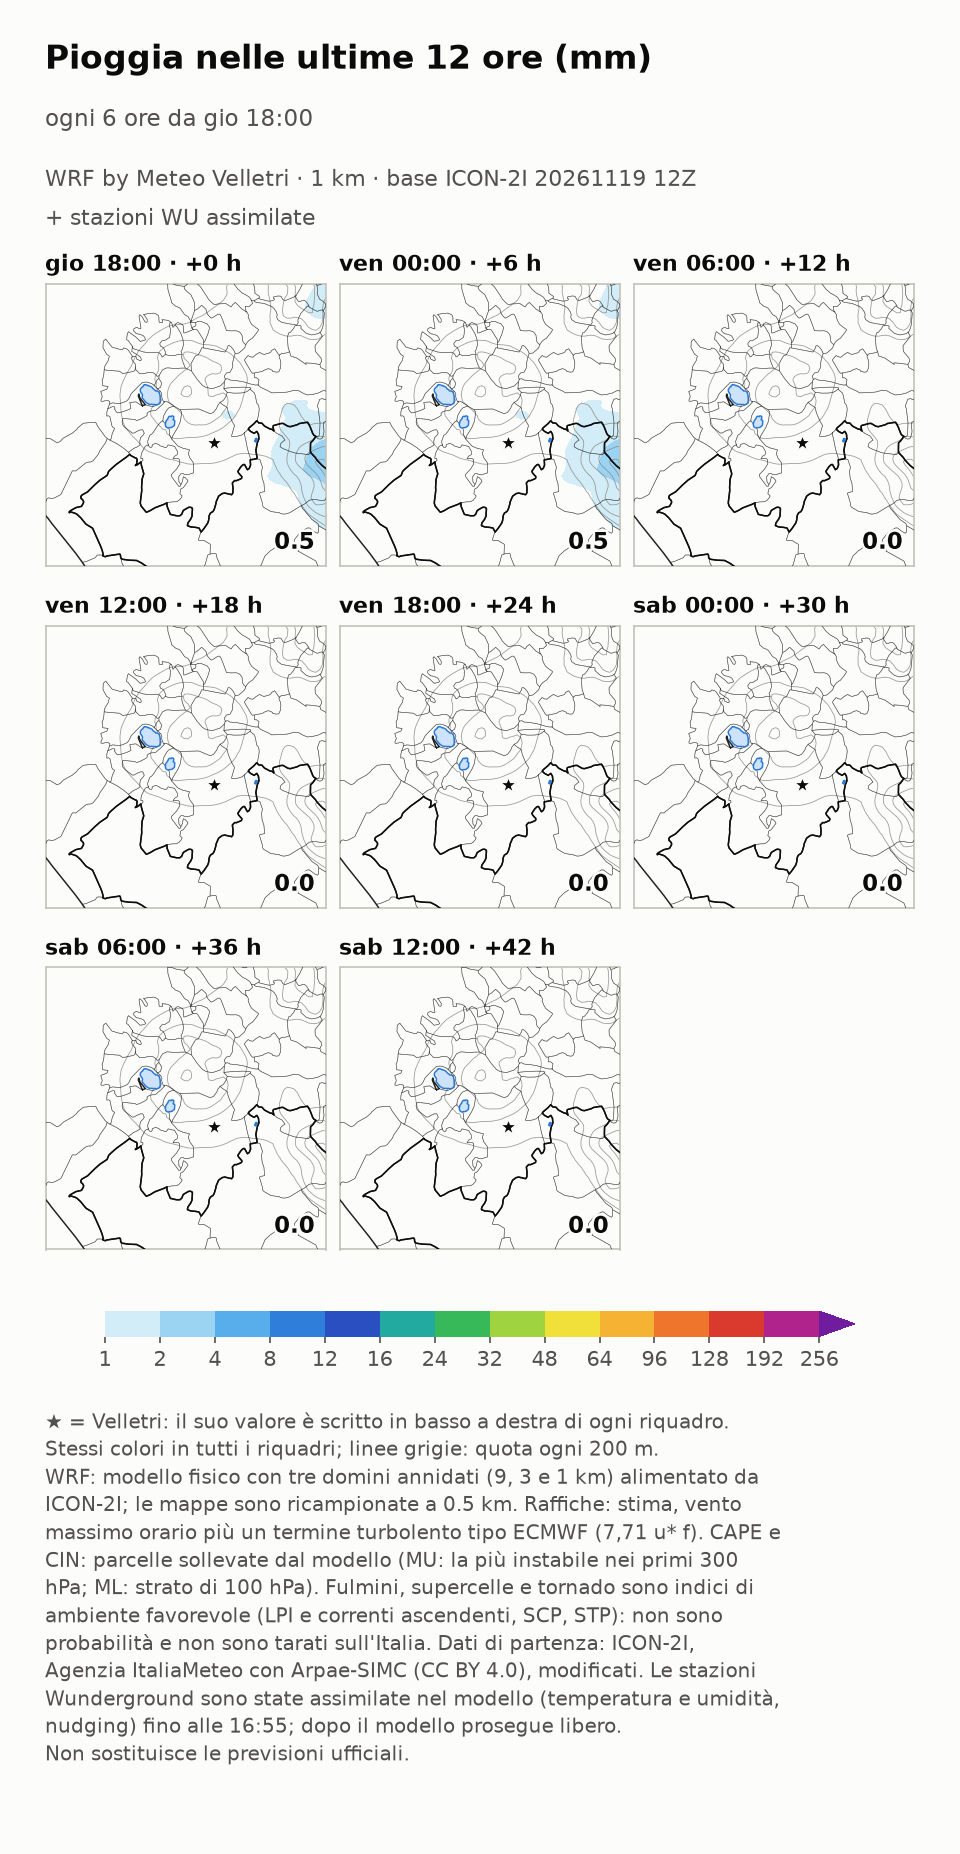 Pioggia nelle ultime 12 ore (mm)
ogni 6 ore da gio 18:00
WRF by Meteo Velletri · 1 km · base ICON-2I 20261119 12Z
+ stazioni WU assimilate
gio 18:00 · +0 h
ven 00:00 · +6 h
ven 06:00 · +12 h
0.5
0.5
0.0
ven 12:00 · +18 h
ven 18:00 · +24 h
sab 00:00 · +30 h
0.0
0.0
0.0
sab 06:00 · +36 h
sab 12:00 · +42 h
0.0
0.0
1 2 4 8 12 16 24 32 48 64 96 128 192 256
★ = Velletri: il suo valore è scritto in basso a destra di ogni riquadro.
Stessi colori in tutti i riquadri; linee grigie: quota ogni 200 m.
WRF: modello fisico con tre domini annidati (9, 3 e 1 km) alimentato da
ICON-2I; le mappe sono ricampionate a 0.5 km. Raffiche: stima, vento
massimo orario più un termine turbolento tipo ECMWF (7,71 u* f). CAPE e
CIN: parcelle sollevate dal modello (MU: la più instabile nei primi 300
hPa; ML: strato di 100 hPa). Fulmini, supercelle e tornado sono indici di
ambiente favorevole (LPI e correnti ascendenti, SCP, STP): non sono
probabilità e non sono tarati sull'Italia. Dati di partenza: ICON-2I,
Agenzia ItaliaMeteo con Arpae-SIMC (CC BY 4.0), modificati. Le stazioni
Wunderground sono state assimilate nel modello (temperatura e umidità,
nudging) fino alle 16:55; dopo il modello prosegue libero.
Non sostituisce le previsioni ufficiali.